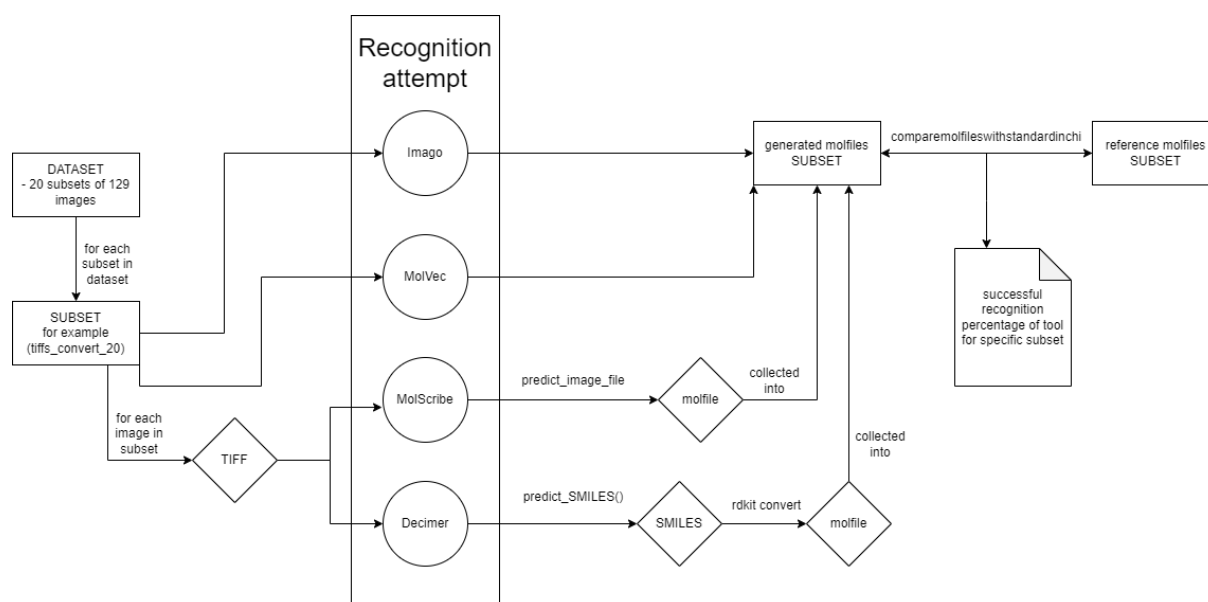 Recognition
attempt
Imago
generated molfiles
SUBSET
comparemolfileswithstandardinchi
reference molfiles
SUBSET
DATASET
- 20 subsets of 129
images
for each
subset in
dataset
MolVec
SUBSET
for example
(tiffs_convert_20)
successful
recognition
percentage of tool
for specific subset
for each
image in
subset
TIFF
MolScribe
predict_image_file
molfile
collected
into
collected
into
Decimer
predict_SMILES()
SMILES
rdkit convert
molfile